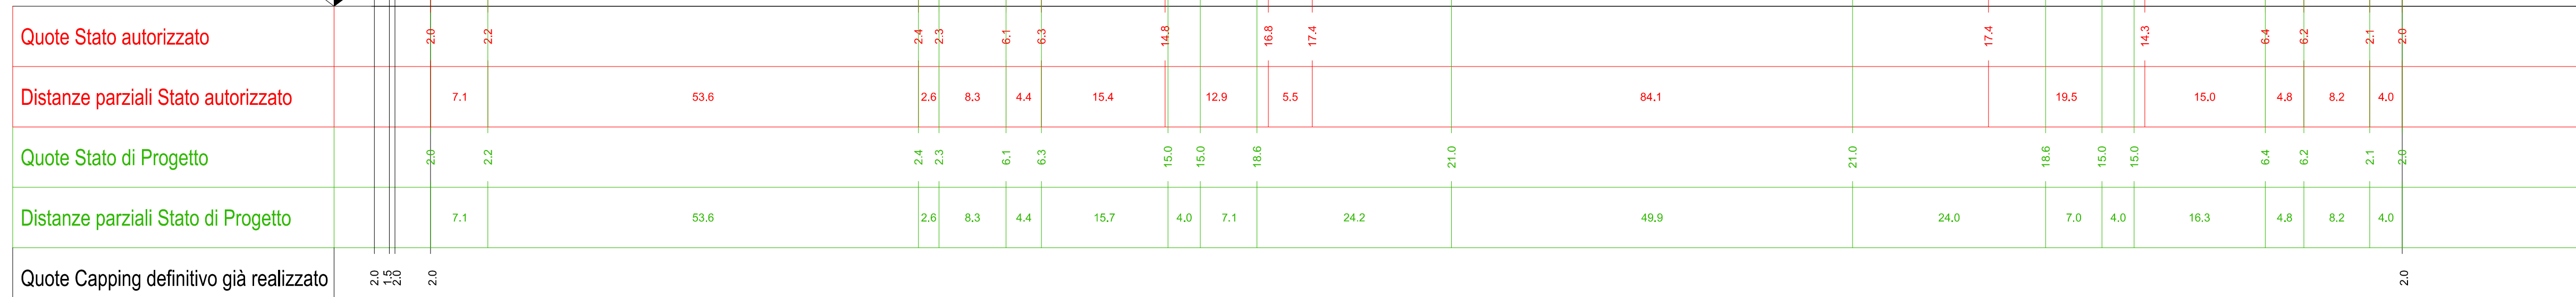 Quote Stato autorizzato 2.0 2.2 2.4 2.3 6.1 6.3 14.8 16.8 17.4 17.4 14.3 6.4 6.2 2.1 2.0
Distanze parziali Stato autorizzato 7.1 53.6 2.6 8.3 4.4 15.4 12.9 5.5 84.1 19.5 15.0 4.8 8.2 4.0
Quote Stato di Progetto 2.0 2.2 2.4 2.3 6.1 6.3 15.0 15.0 18.6 21.0 21.0 18.6 15.0 15.0 6.4 6.2 2.1 2.0
Distanze parziali Stato di Progetto 7.1 53.6 2.6 8.3 4.4 15.7 4.0 7.1 24.2 49.9 24.0 7.0 4.0 16.3 4.8 8.2 4.0
Quote Capping definitivo già realizzato 2.0 1.5 2.0 2.0 2.0